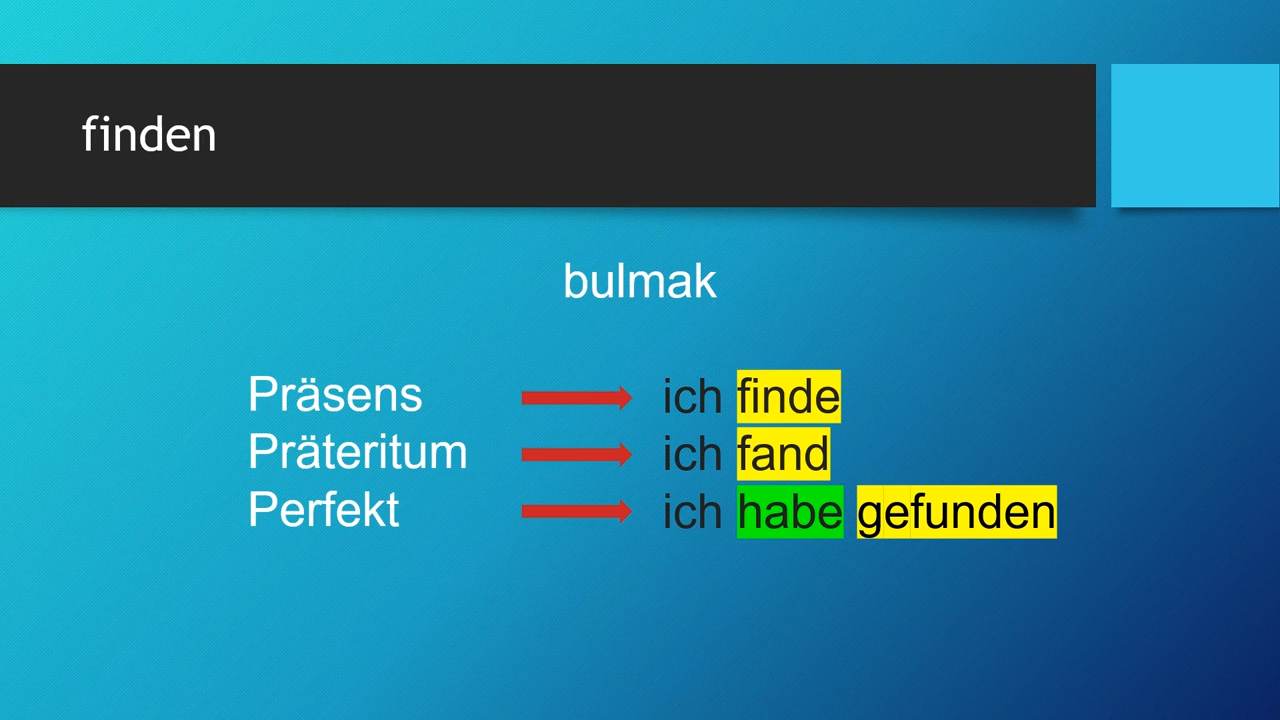 finden
bulmak
Präsens ich finde
Präteritum ich fand
Perfekt ich habe gefunden